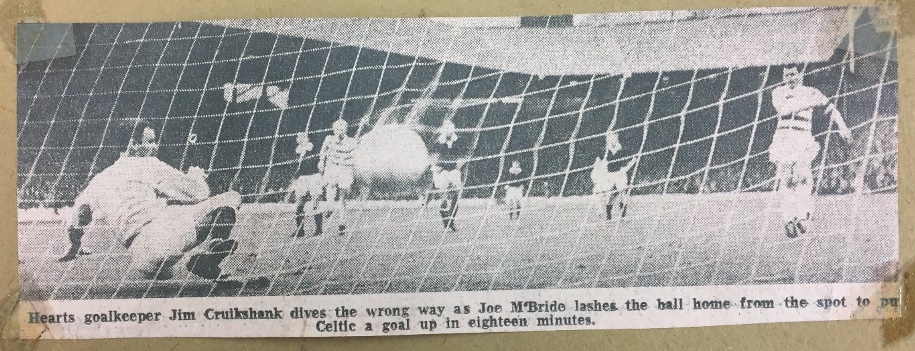 Hearts goalkeeper Jim Cruikshank dives the wrong way as Joe M'Bride lashes the ball home from the spot to pu
Celtic a goal up in eighteen minutes.